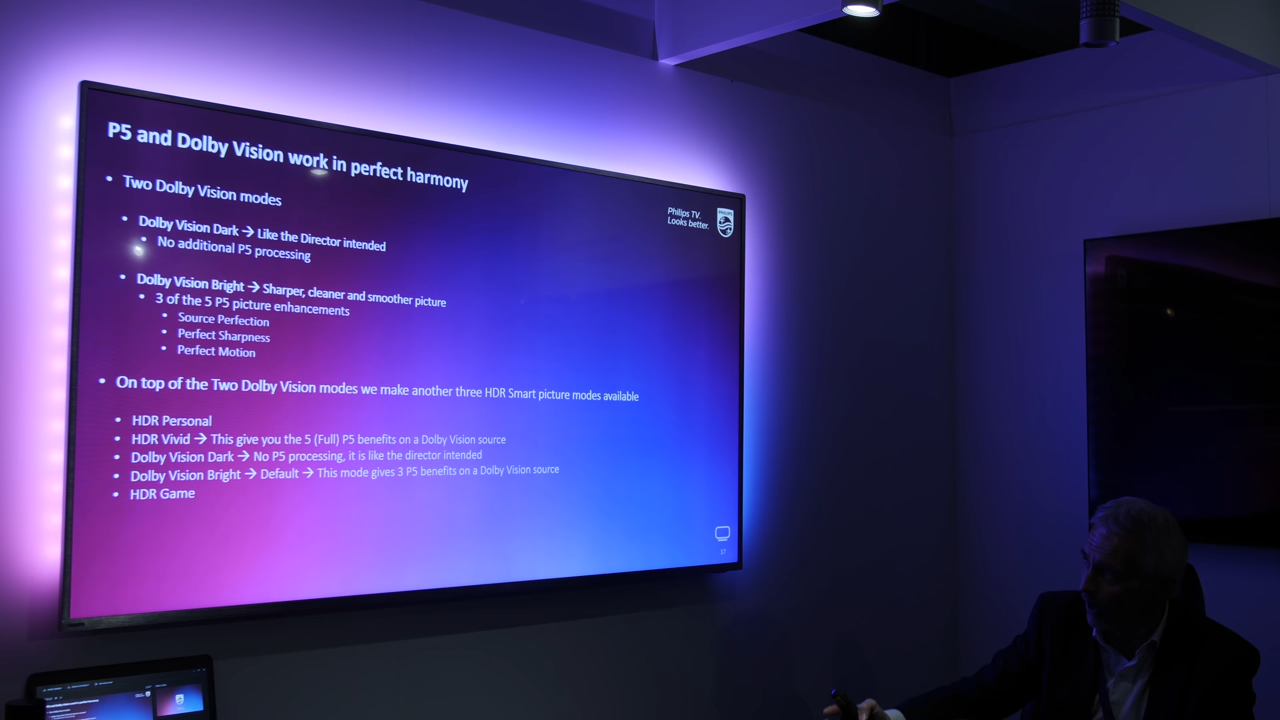 P5 and Dolby Vision work in perfect harmony
• Two Dolby Vision modes
Philips TV.
Looks better.
PHILIPS
• Dolby Vision Dark → Like the Director intended
• No additional P5 processing
• Dolby Vision Bright → Sharper, cleaner and smoother picture
• 3 of the 5 P5 picture enhancements
• Source Perfection
• Perfect Sharpness
• Perfect Motion
• On top of the Two Dolby Vision modes we make another three HDR Smart picture modes available
• HDR Personal
• HDR Vivid → This give you the 5 (Full) P5 benefits on a Dolby Vision source
• Dolby Vision Dark → No P5 processing, it is like the director intended
• Dolby Vision Bright → Default → This mode gives 3 P5 benefits on a Dolby Vision source
• HDR Game
17